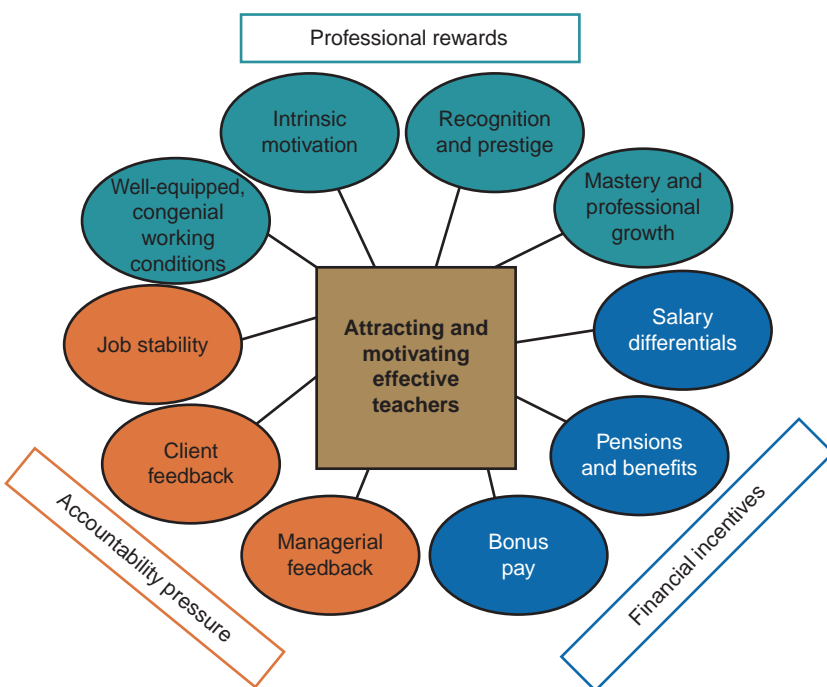 Professional rewards
Intrinsic
motivation
Recognition
and prestige
Well-equipped,
congenial
working
conditions
Mastery and
professional
growth
Attracting and
motivating
effective
teachers
Job stability
Salary
differentials
Client
feedback
Pensions
and benefits
Managerial
feedback
Bonus
pay
Accountability pressure
Financial incentives